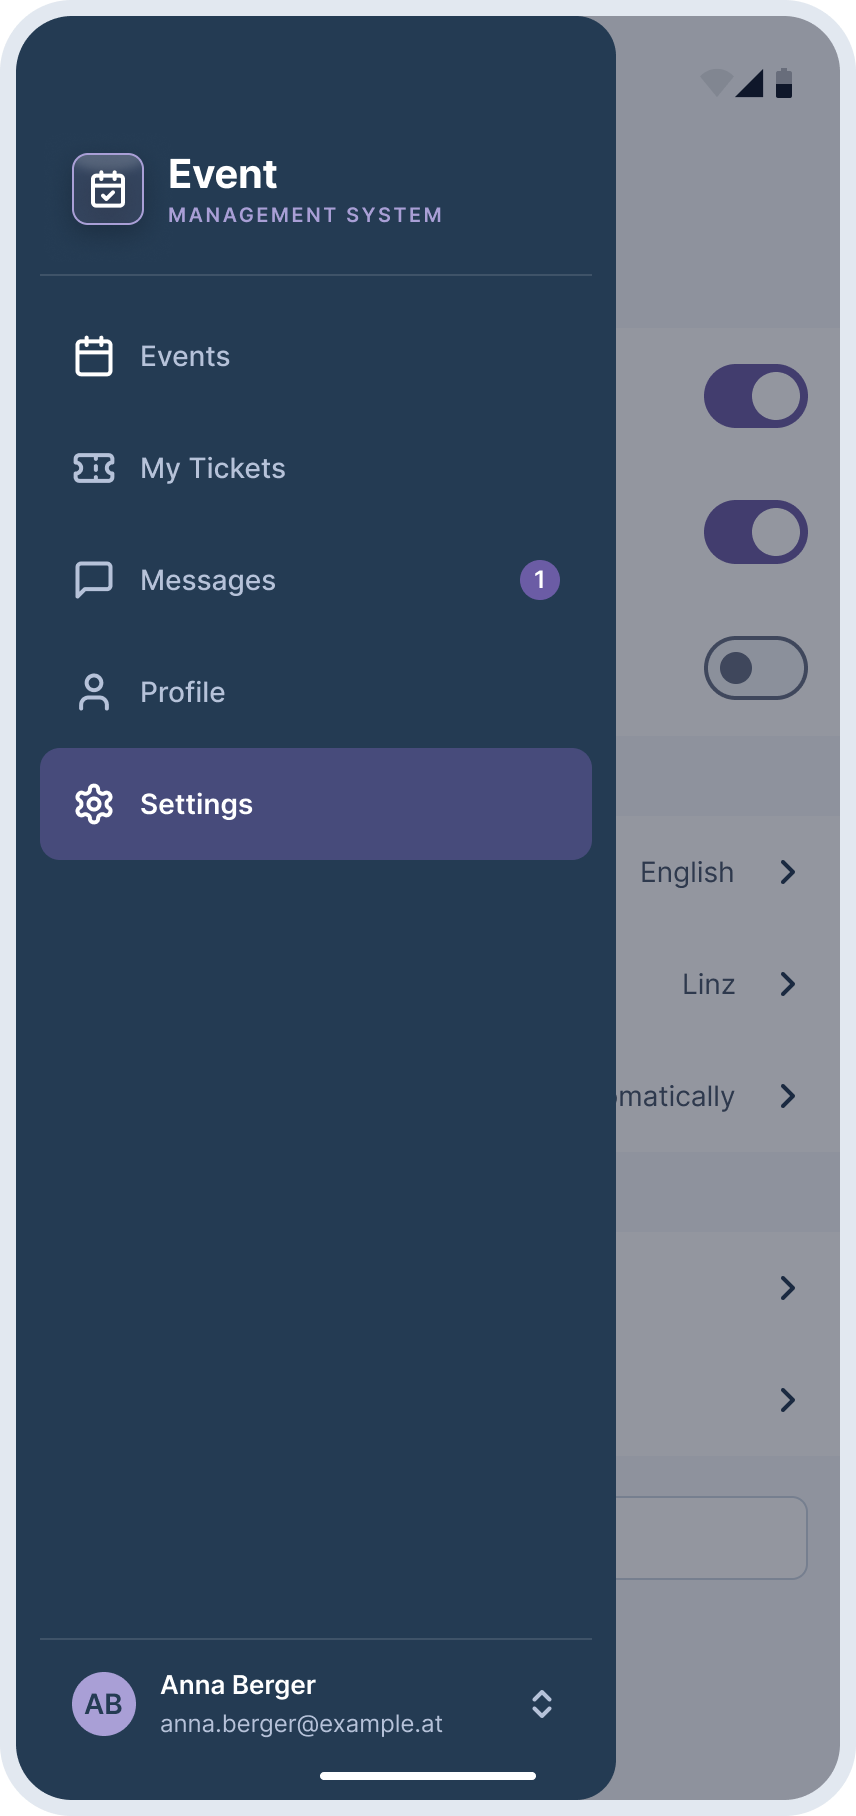 Event
MANAGEMENT SYSTEM
Events
My Tickets
Messages
1
Profile
Settings
English
Linz
omatically
AB
Anna Berger
anna.berger@example.at